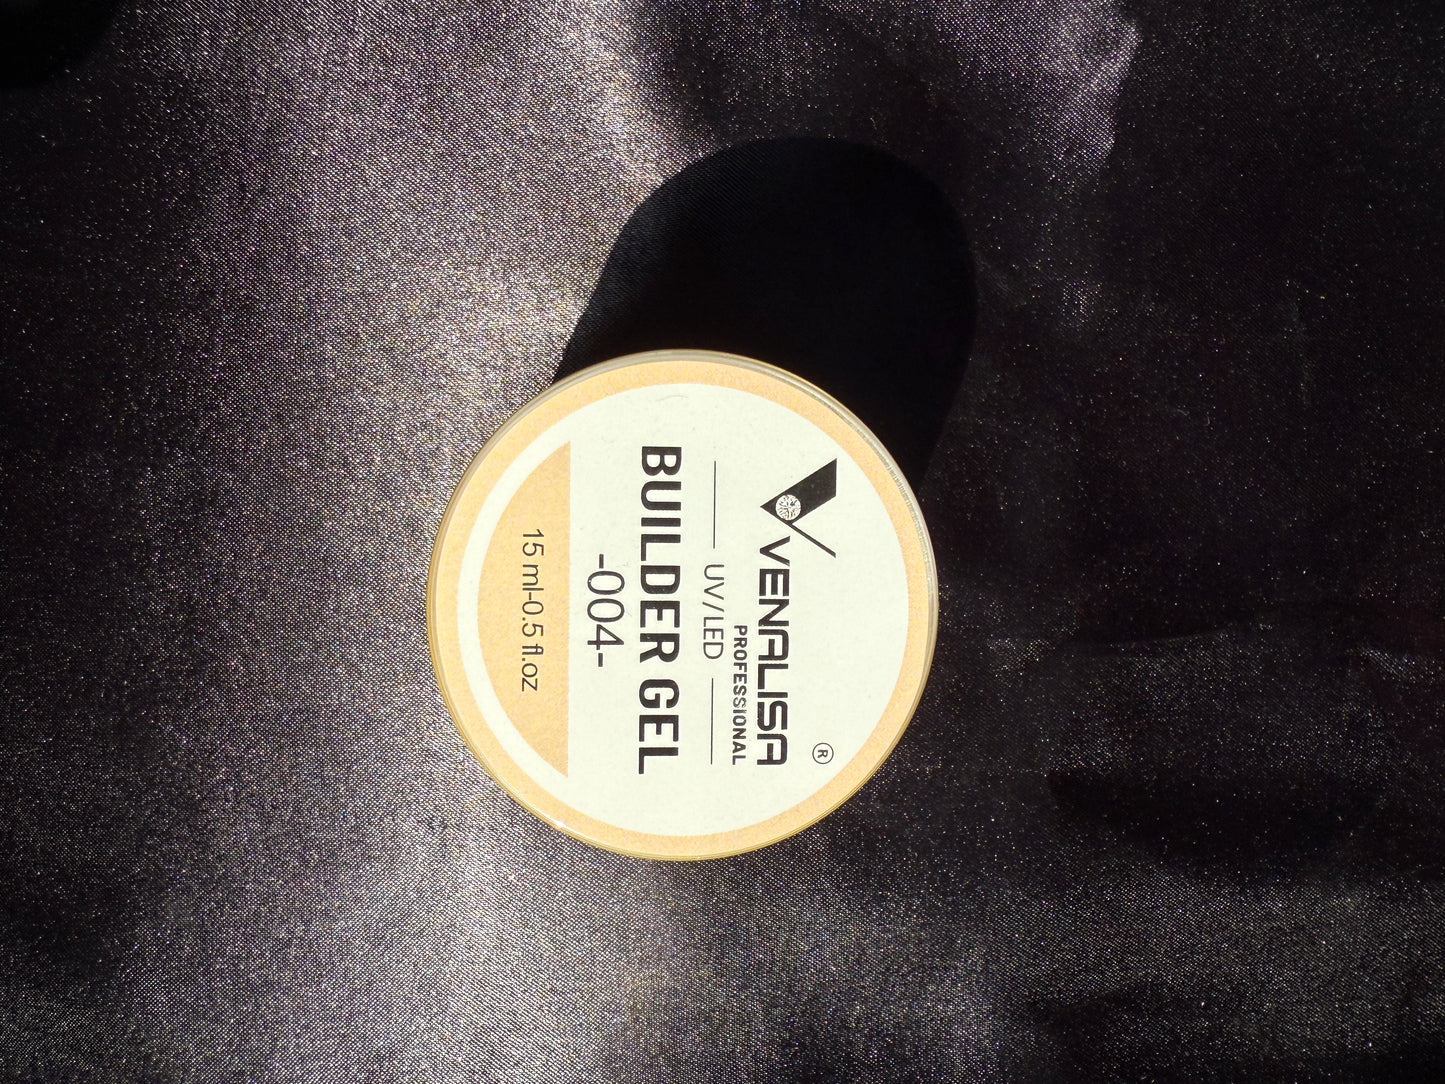 VENALISA ®
PROFESSIONAL
UV/LED
BUILDER GEL
-004-
15 ml-0.5 fl.oz